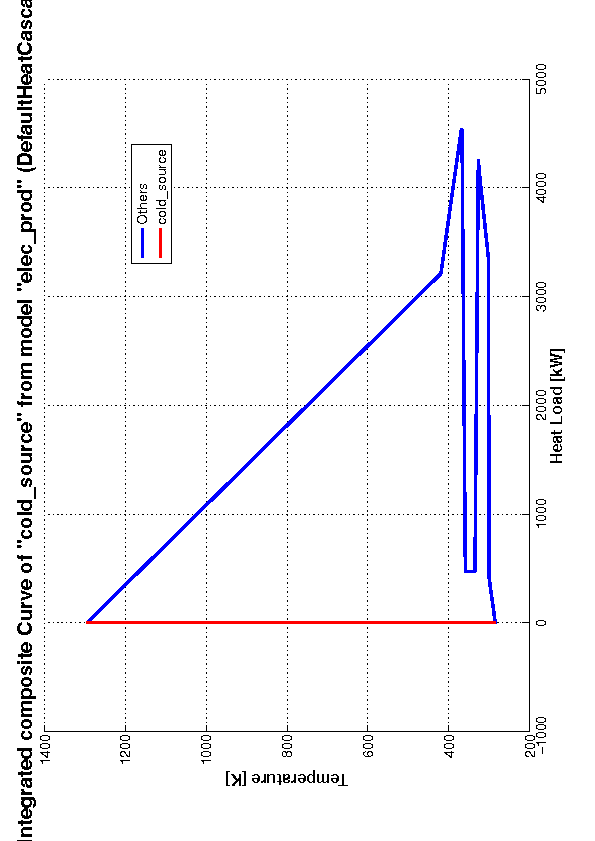 Integrated composite Curve of "cold_source" from model "elec_prod" (DefaultHeatCasca
1400
1200
1000
800
600
400
200
Temperature [K]
Others
cold_source
-1000
0
1000
2000
3000
4000
5000
Heat Load [kW]